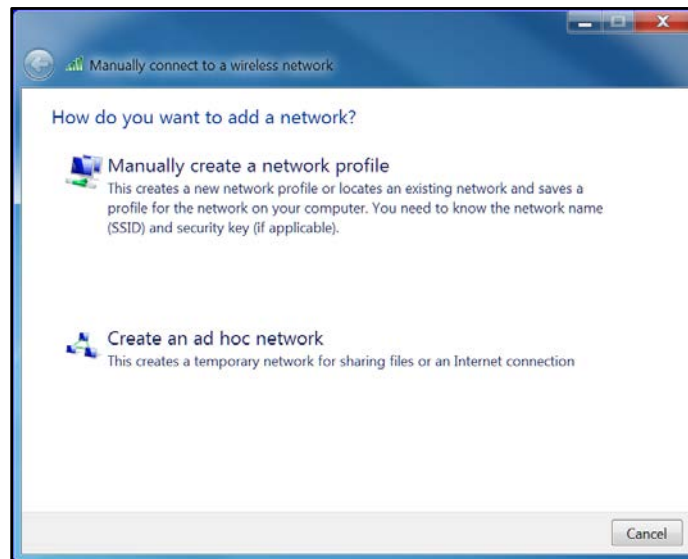 Manually connect to a wireless network
How do you want to add a network?
Manually create a network profile
This creates a new network profile or locates an existing network and saves a
profile for the network on your computer. You need to know the network name
(SSID) and security key (if applicable).
Create an ad hoc network
This creates a temporary network for sharing files or an Internet connection
Cancel